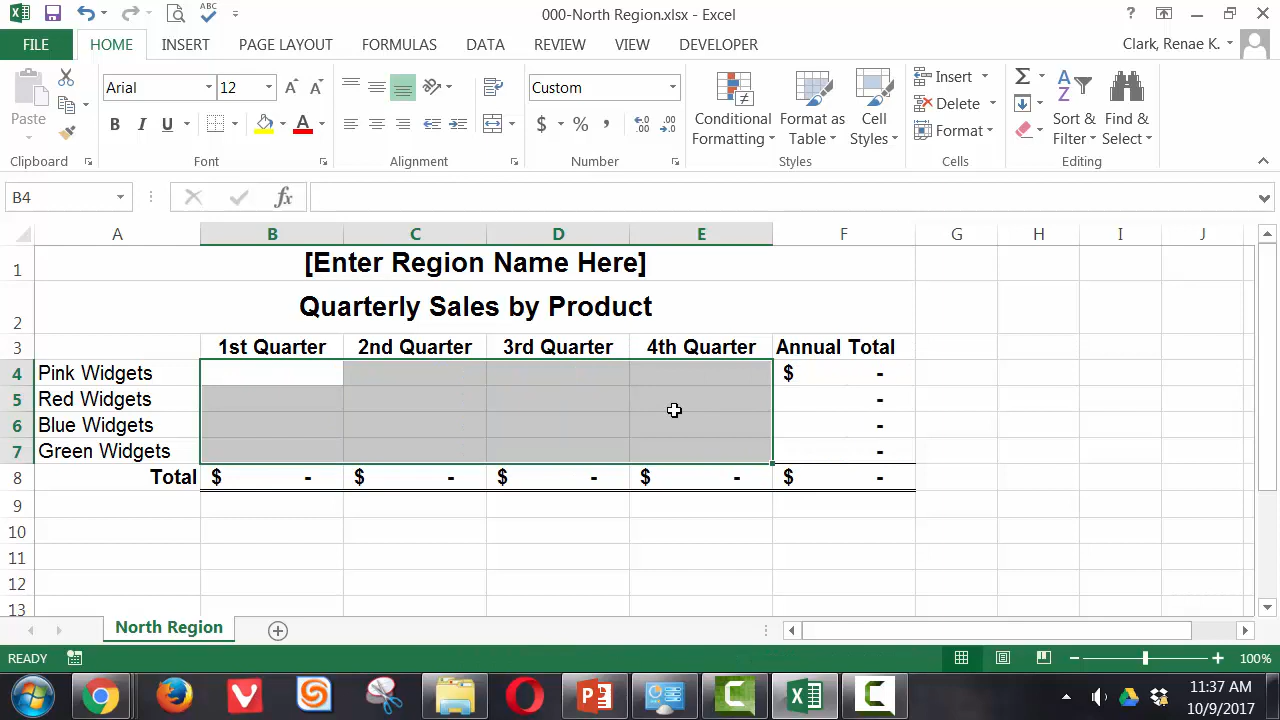 000-North Region.xlsx - Excel
FILE HOME INSERT PAGE LAYOUT FORMULAS DATA REVIEW VIEW DEVELOPER Clark, Renae K.
Arial 12 Custom Insert
Paste Conditional Formatting Format as Table Cell Styles Delete Sort & Filter Find & Select
B I U $ % , Format
Clipboard Font Alignment Number Styles Cells Editing
B4 fx
A B C D E F G H I J
1 [Enter Region Name Here]
2 Quarterly Sales by Product
3 1st Quarter 2nd Quarter 3rd Quarter 4th Quarter Annual Total
4 Pink Widgets $ -
5 Red Widgets -
6 Blue Widgets -
7 Green Widgets -
8 Total $ - $ - $ - $ - $ -
9
10
11
12
13
North Region
READY 100%
11:37 AM
10/9/2017